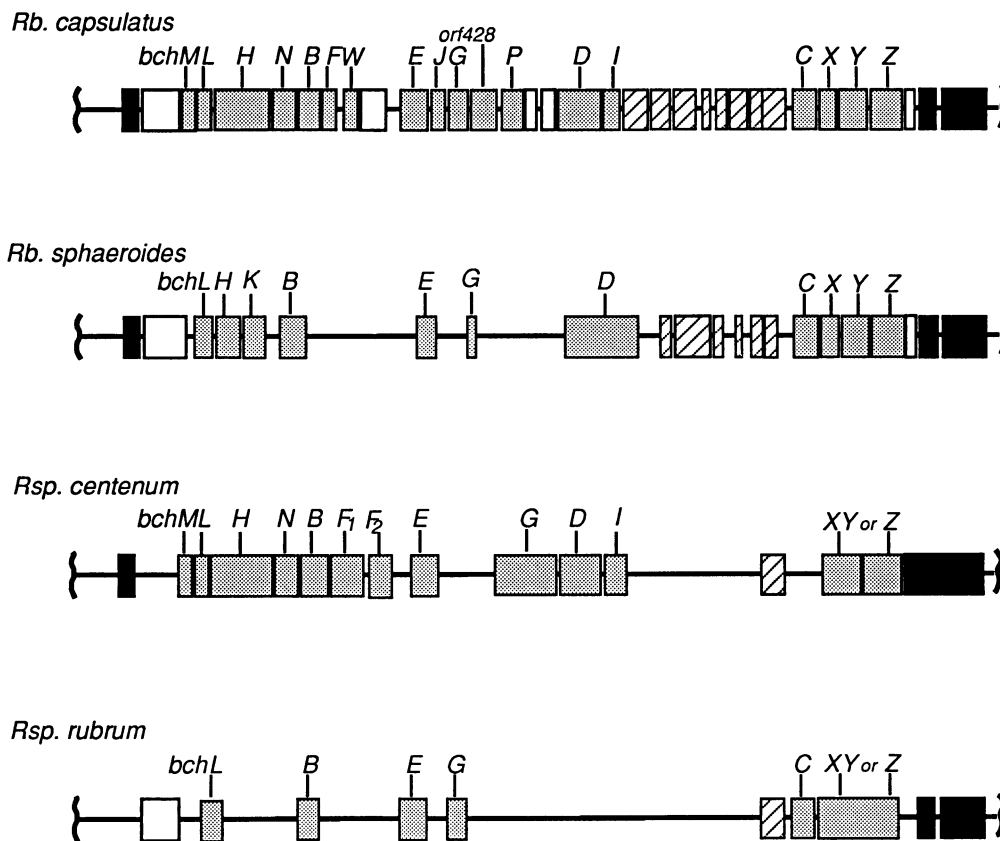 Rb. capsulatus
orf428
bchM L H N B F W E J G P D I C X Y Z
Rb. sphaeroides
bchL H K B E G D C X Y Z
Rsp. centenum
bchM L H N B F1 F2 E G D I XY or Z
Rsp. rubrum
bchL B E G C XY or Z